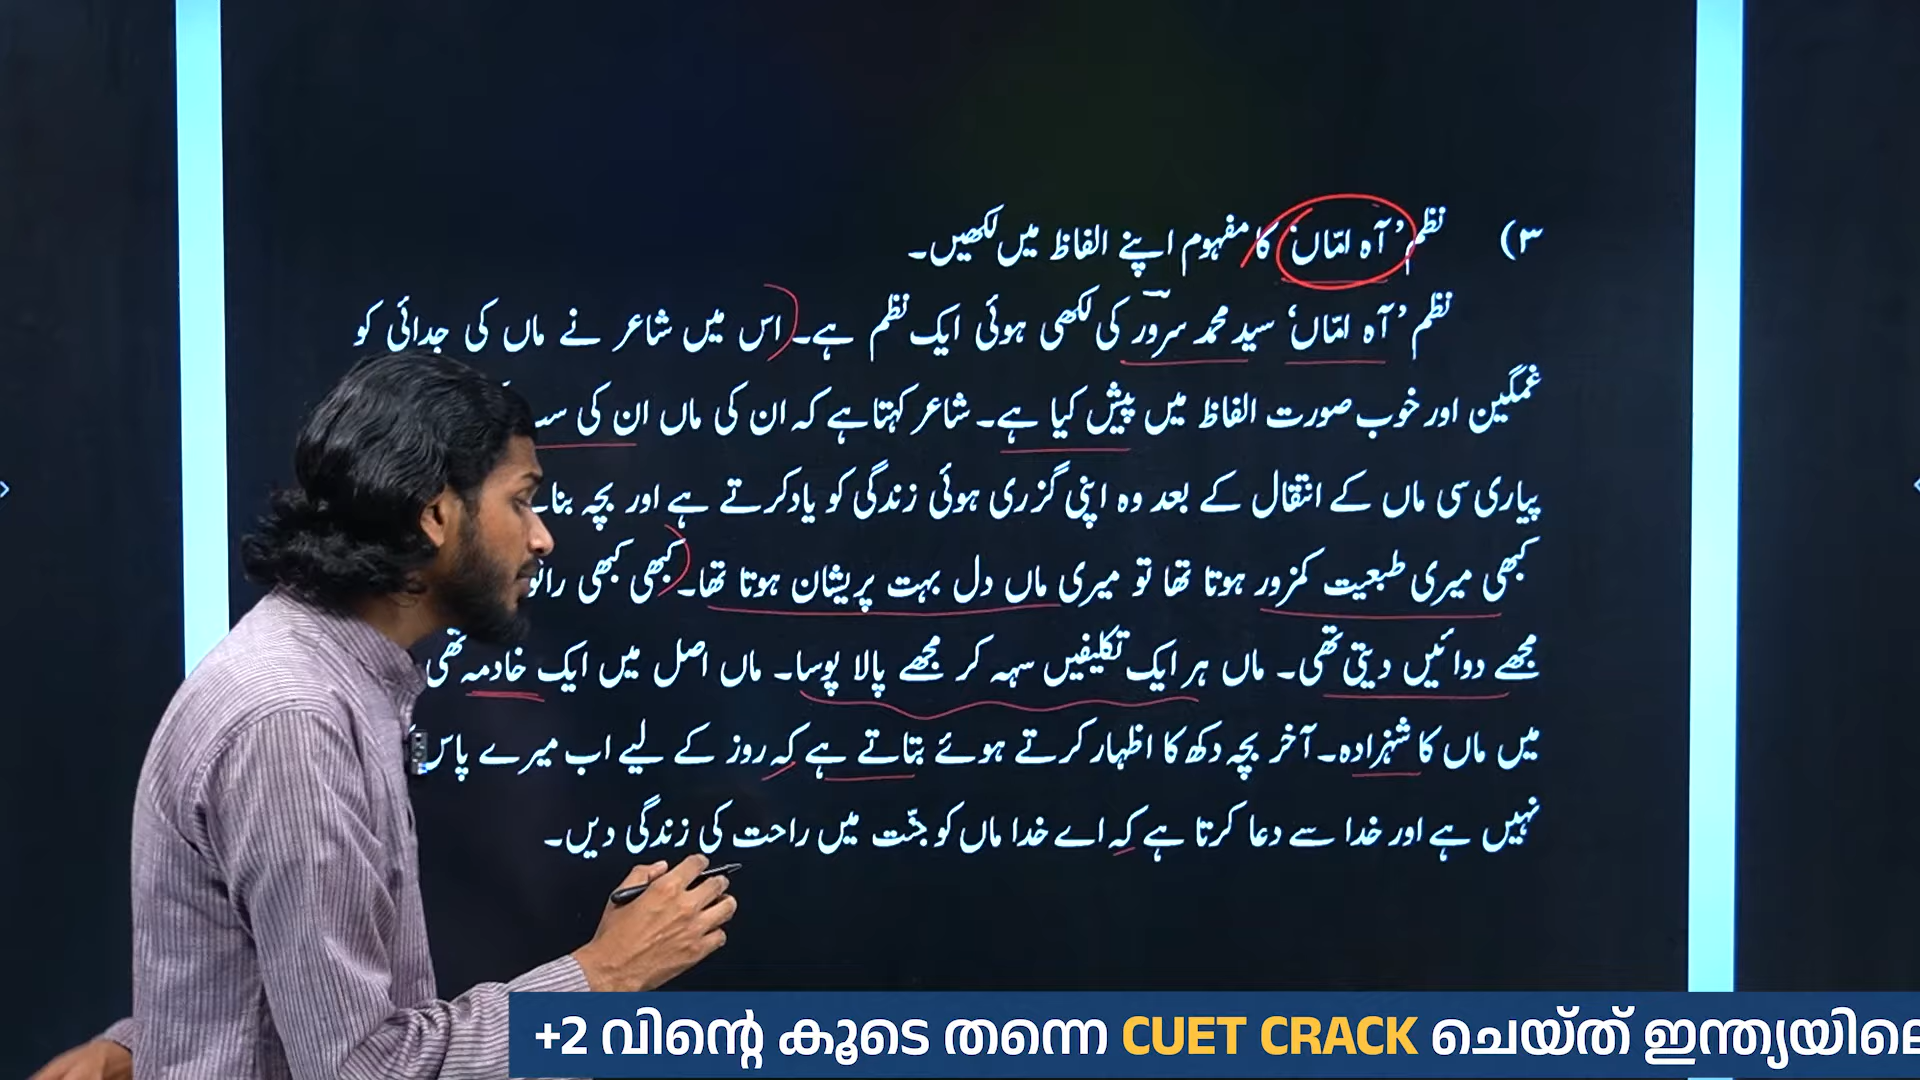 ۳) نظم ’آہ امّاں‘ کا مفہوم اپنے الفاظ میں لکھیں۔
نظم ’آہ امّاں‘ سید محمد سرور کی لکھی ہوئی ایک نظم ہے۔ اس میں شاعر نے ماں کی جدائی کو
غمگین اور خوب صورت الفاظ میں پیش کیا ہے۔ شاعر کہتا ہے کہ ان کی ماں ان کی
پیاری سی ماں کے انتقال کے بعد وہ اپنی گزری ہوئی زندگی کو یاد کرتے ہے اور بچہ
کبھی میری طبعیت کمزور ہوتا تھا تو میری ماں دل بہت پریشان ہوتا تھا۔ کبھی کبھی
مجھے دوائیں دیتی تھی۔ ماں ہر ایک تکلیفیں سہہ کر مجھے پالا پوسا۔ ماں اصل میں ایک خادمہ تھی
میں ماں کا شہزادہ۔ آخر بچہ دکھ کا اظہار کرتے ہوئے بتاتے ہے کہ روز کے لیے اب میرے پاس
نہیں ہے اور خدا سے دعا کرتا ہے کہ اے خدا ماں کو جنّت میں راحت کی زندگی دیں۔
+2 വിന്റെ കൂടെ തന്നെ CUET CRACK ചെയ്ത് ഇന്ത്യയിലെ